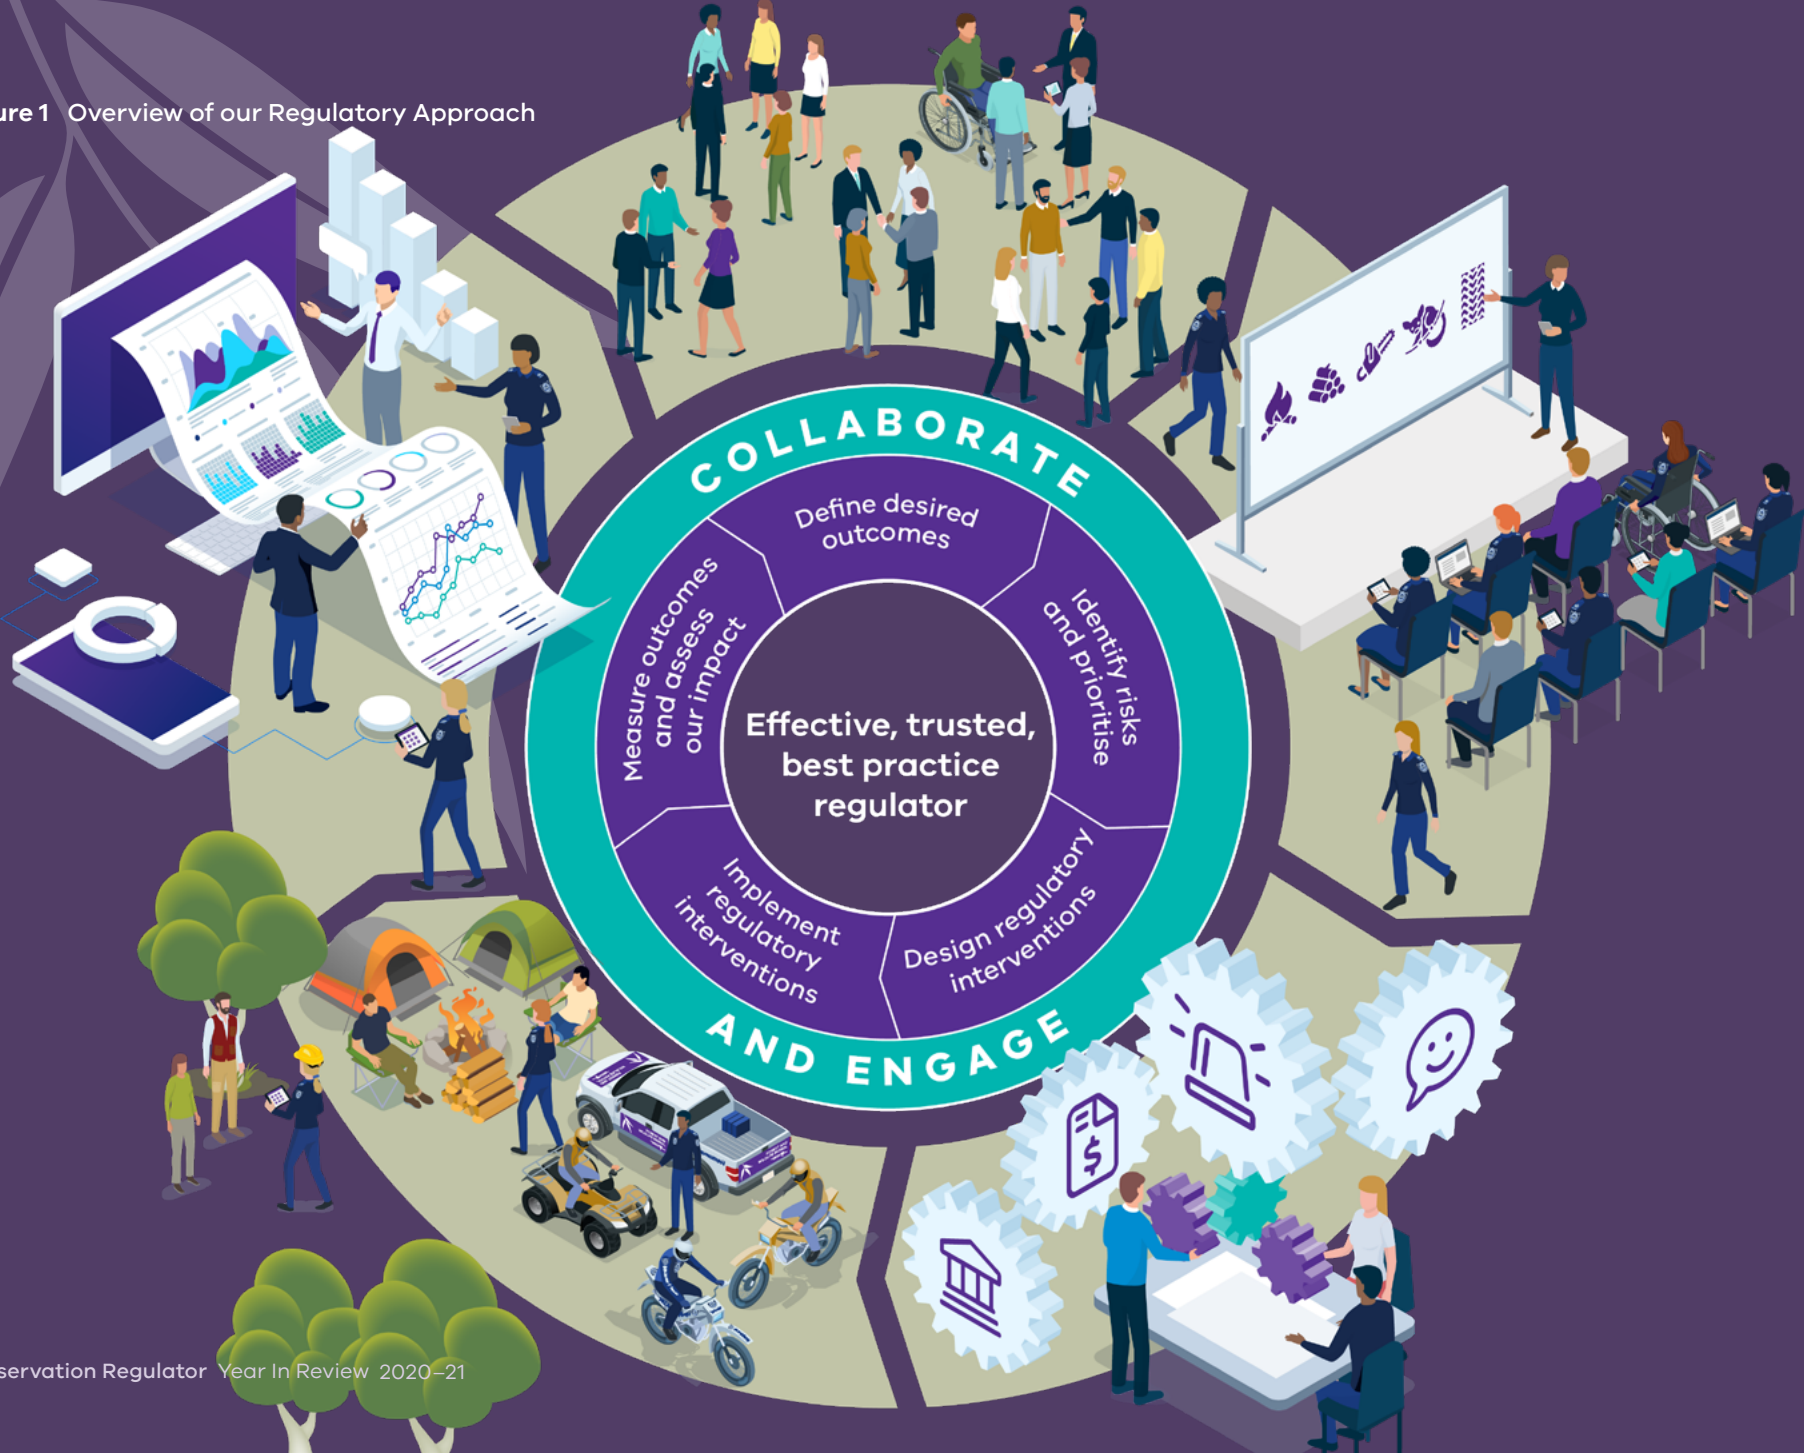 ure 1 Overview of our Regulatory Approach
COLLABORATE
Define desired
outcomes
Identify risks
and prioritise
Design regulatory
interventions
Implement
regulatory
interventions
Measure outcomes
and assess
our impact
Effective, trusted,
best practice
regulator
AND ENGAGE
servation Regulator Year In Review 2020–21